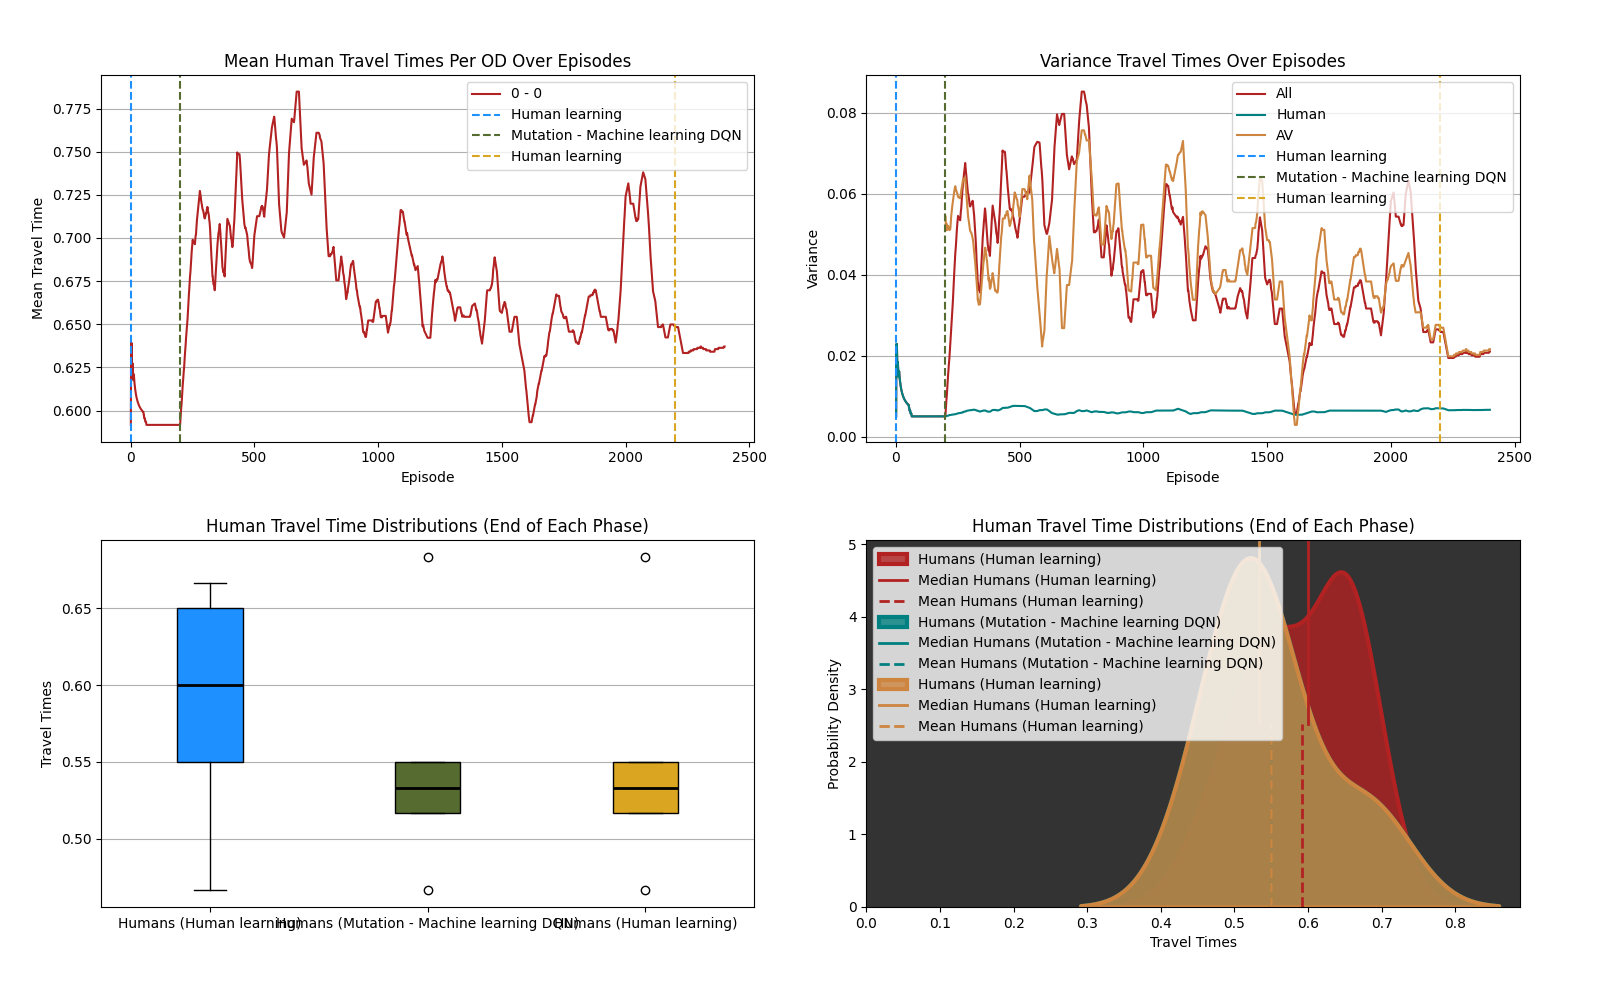 Mean Human Travel Times Per OD Over Episodes
Mean Travel Time
0.775
0.750
0.725
0.700
0.675
0.650
0.625
0.600
0 - 0
Human learning
Mutation - Machine learning DQN
Human learning
0 500 1000 1500 2000 2500
Episode
Variance Travel Times Over Episodes
Variance
0.08
0.06
0.04
0.02
0.00
All
Human
AV
Human learning
Mutation - Machine learning DQN
Human learning
0 500 1000 1500 2000 2500
Episode
Human Travel Time Distributions (End of Each Phase)
Travel Times
0.65
0.60
0.55
0.50
Humans (Human learning) Humans (Mutation - Machine learning DQN) Humans (Human learning)
Human Travel Time Distributions (End of Each Phase)
Probability Density
5
4
3
2
1
0
Humans (Human learning)
Median Humans (Human learning)
Mean Humans (Human learning)
Humans (Mutation - Machine learning DQN)
Median Humans (Mutation - Machine learning DQN)
Mean Humans (Mutation - Machine learning DQN)
Humans (Human learning)
Median Humans (Human learning)
Mean Humans (Human learning)
0.0 0.1 0.2 0.3 0.4 0.5 0.6 0.7 0.8
Travel Times